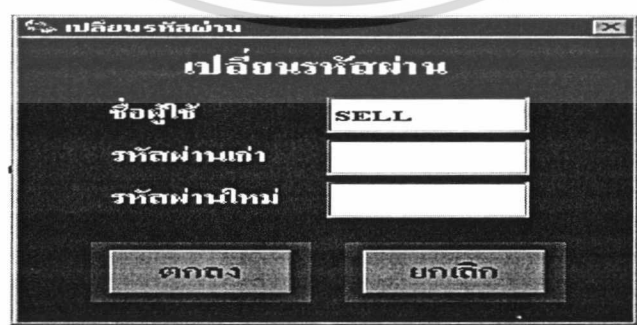 เปลี่ยนรหัสผ่าน
เปลี่ยนรหัสผ่าน
ชื่อผู้ใช้ SELL
รหัสผ่านเก่า
รหัสผ่านใหม่
ตกลง ยกเลิก